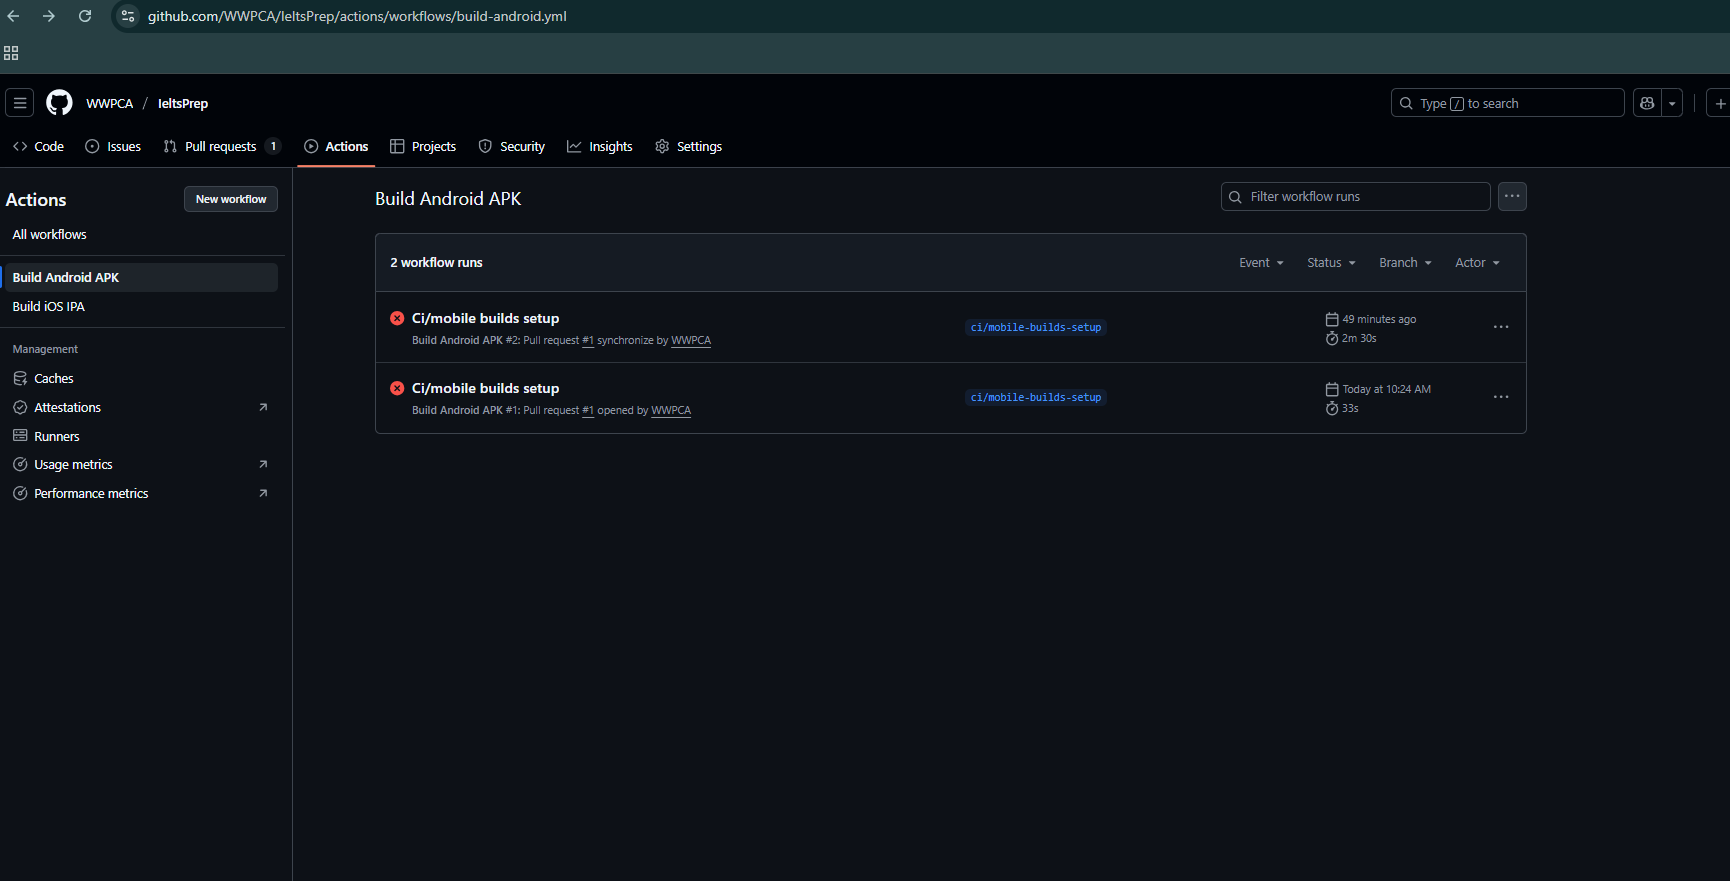 github.com/WWPCA/IeltsPrep/actions/workflows/build-android.yml
WWPCA / IeltsPrep
Type / to search
Code
Issues
Pull requests 1
Actions
Projects
Security
Insights
Settings
Actions
New workflow
All workflows
Build Android APK
Build iOS IPA
Management
Caches
Attestations
Runners
Usage metrics
Performance metrics
Build Android APK
Filter workflow runs
2 workflow runs
Event
Status
Branch
Actor
Ci/mobile builds setup
Build Android APK #2: Pull request #1 synchronize by WWPCA
ci/mobile-builds-setup
49 minutes ago
2m 30s
Ci/mobile builds setup
Build Android APK #1: Pull request #1 opened by WWPCA
ci/mobile-builds-setup
Today at 10:24 AM
33s